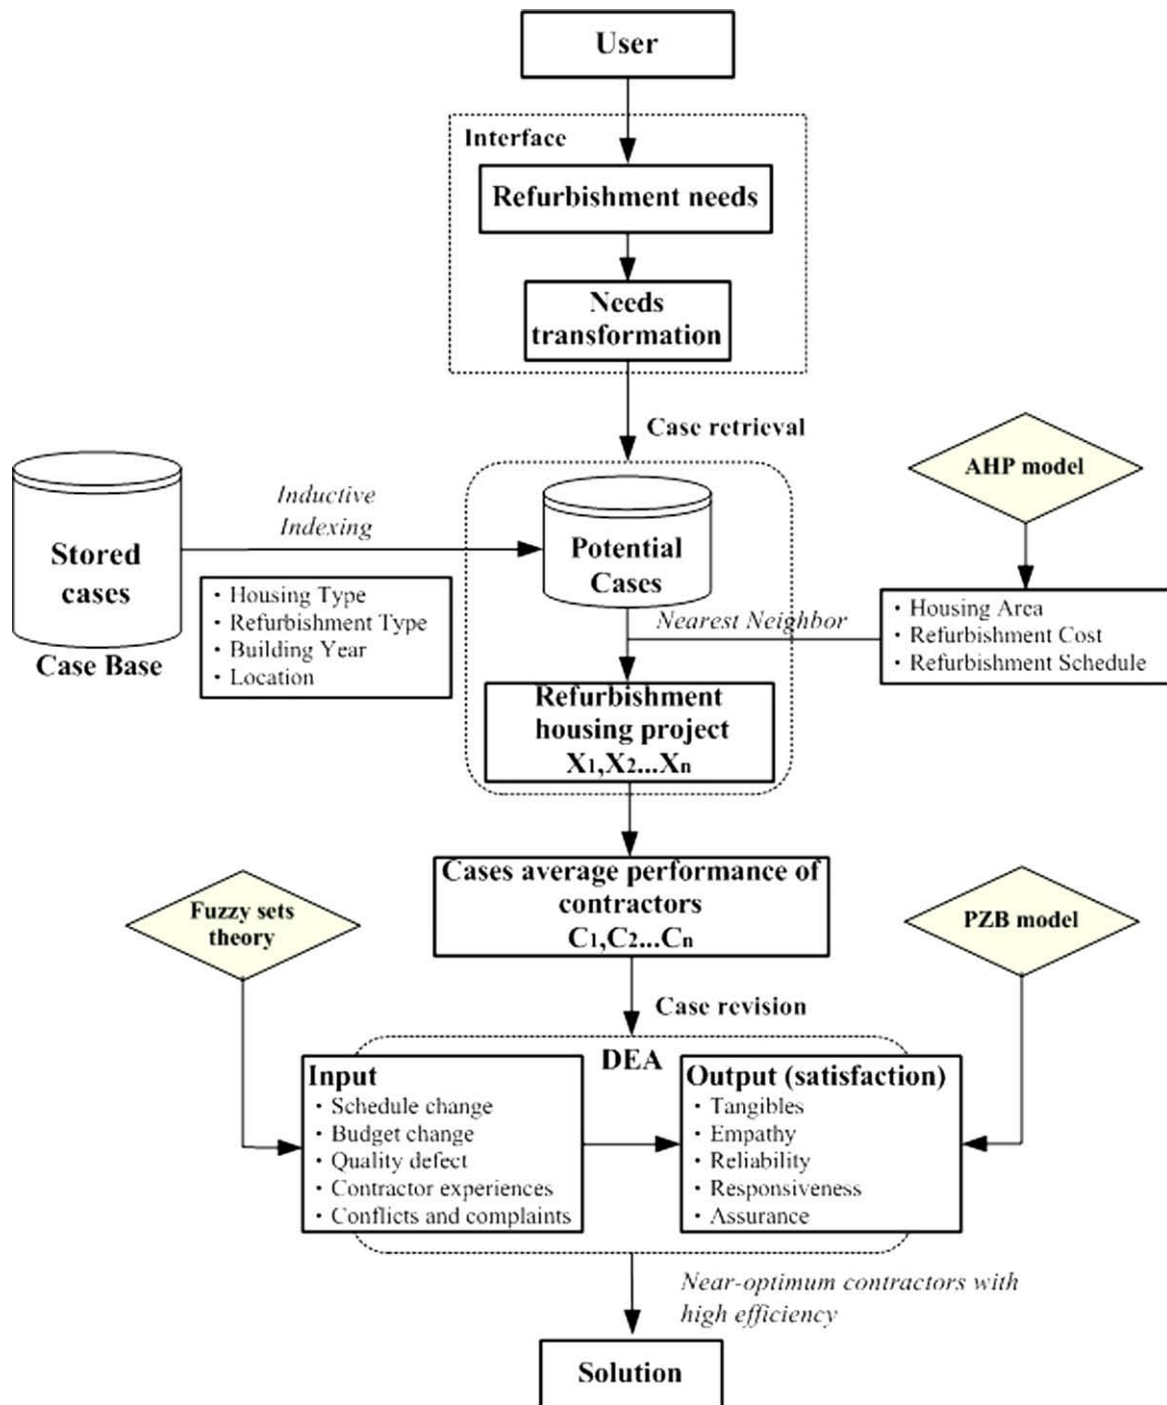 User
Interface
Refurbishment needs
Needs
transformation
Case retrieval
AHP model
Inductive
Indexing
Stored
cases
Case Base
Potential
Cases
· Housing Type
· Refurbishment Type
· Building Year
· Location
Nearest Neighbor
· Housing Area
· Refurbishment Cost
· Refurbishment Schedule
Refurbishment
housing project
X1,X2...Xn
Cases average performance of
contractors
C1,C2...Cn
Fuzzy sets
theory
PZB model
Case revision
DEA
Input
· Schedule change
· Budget change
· Quality defect
· Contractor experiences
· Conflicts and complaints
Output (satisfaction)
· Tangibles
· Empathy
· Reliability
· Responsiveness
· Assurance
Near-optimum contractors with
high efficiency
Solution